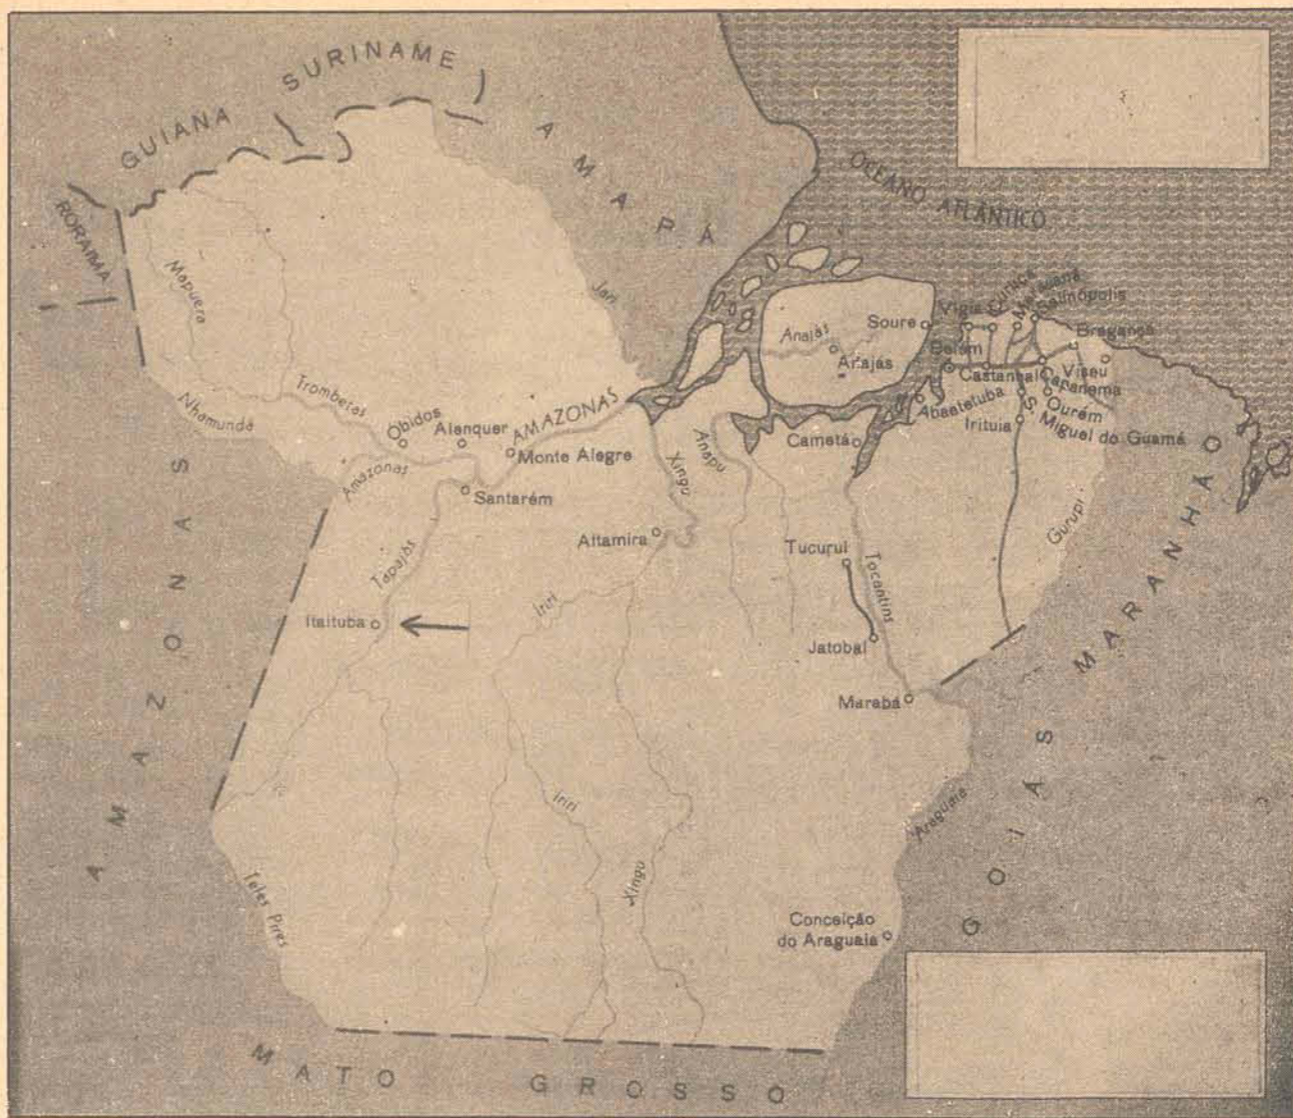 GUIANA
SURINAME
AMAPÁ
RORAIMA
OCEANO ATLÂNTICO
Mapuera
Jari
Trombetas
Nhamundá
Óbidos
Alenquer
AMAZONAS
Monte Alegre
Amazonas
Santarém
Tapajós
Itaituba
AMAZONAS
Anajás
Anajás
Soure
Vigia
Curuçá
Maracanã
Salinópolis
Bragança
Belém
Castanhal
Viseu
Capanema
Abaetetuba
Ourém
S. Miguel do Guamá
Irituia
Cametá
Anapu
Xingu
Altamira
Tucuruí
Tocantins
Gurupi
Jatobal
Marabá
MARANHÃO
Iriri
Iriri
Xingu
Araguaia
GOIÁS
Teles Pires
Conceição
do Araguaia
MATO GROSSO